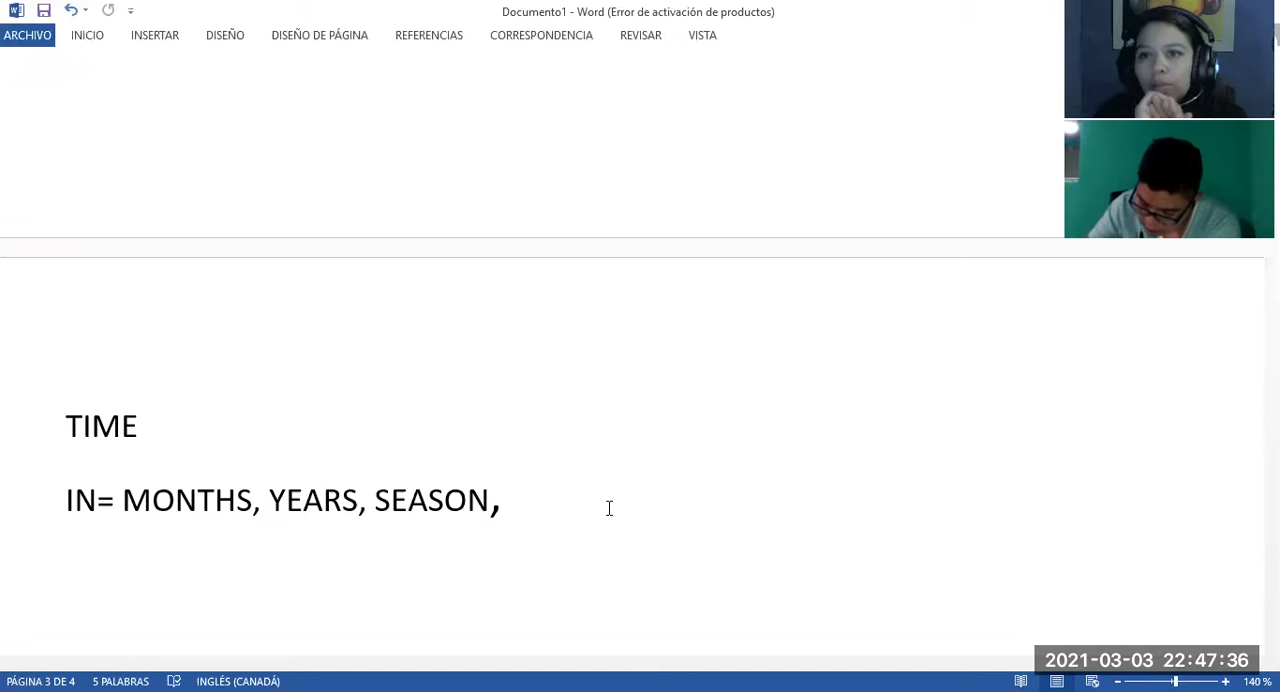 Documento1 - Word (Error de activación de productos)
ARCHIVO INICIO INSERTAR DISEÑO DISEÑO DE PÁGINA REFERENCIAS CORRESPONDENCIA REVISAR VISTA
TIME
IN= MONTHS, YEARS, SEASON,
2021-03-03 22:47:36
PÁGINA 3 DE 4 5 PALABRAS INGLÉS (CANADÁ) 140 %